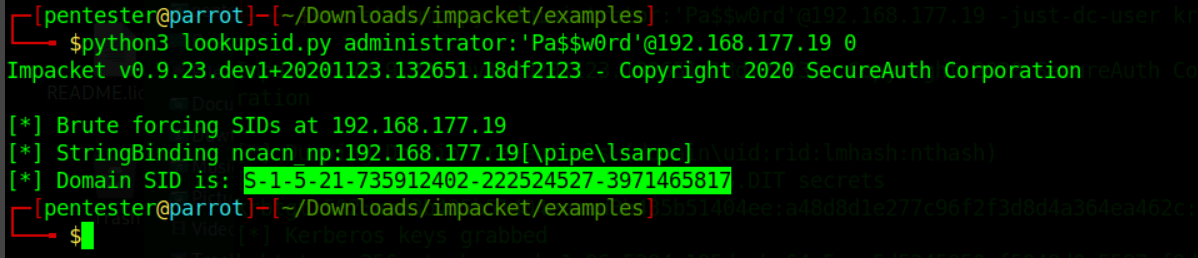 [pentester@parrot]─[~/Downloads/impacket/examples]
$python3 lookupsid.py administrator:'Pa$$w0rd'@192.168.177.19 0
Impacket v0.9.23.dev1+20201123.132651.18df2123 - Copyright 2020 SecureAuth Corporation
[*] Brute forcing SIDs at 192.168.177.19
[*] StringBinding ncacn_np:192.168.177.19[\pipe\lsarpc]
[*] Domain SID is: S-1-5-21-735912402-222524527-3971465817
[pentester@parrot]─[~/Downloads/impacket/examples]
$
[*] Kerberos keys grabbed